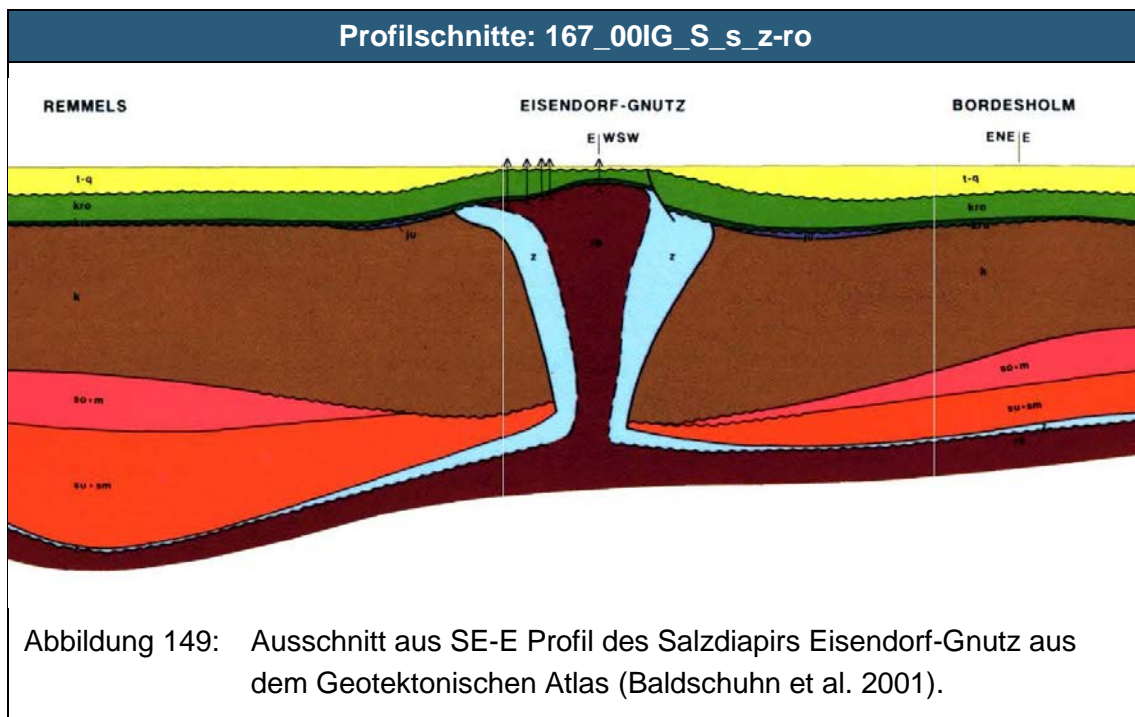 Profilschnitte: 167_00IG_S_s_z-ro
REMMELS EISENDORF-GNUTZ BORDESHOLM
E WSW ENE E
t-q t-q
kro kro
kru
ju ju
z ro z
k k
so+m so+m
su+sm
z
ro
su+sm
Abbildung 149: Ausschnitt aus SE-E Profil des Salzdiapirs Eisendorf-Gnutz aus
dem Geotektonischen Atlas (Baldschuhn et al. 2001).